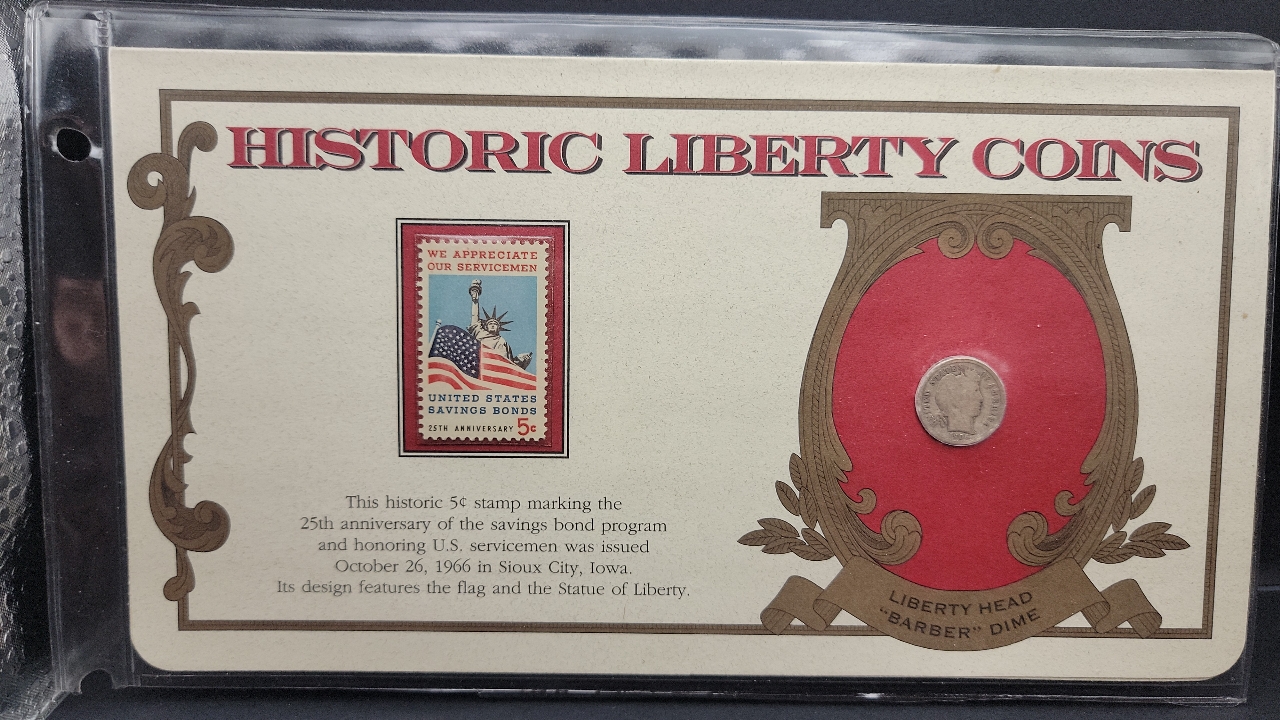 HISTORIC LIBERTY COINS
WE APPRECIATE
OUR SERVICEMEN
UNITED STATES
SAVINGS BONDS
25TH ANNIVERSARY 5¢
This historic 5¢ stamp marking the
25th anniversary of the savings bond program
and honoring U.S. servicemen was issued
October 26, 1966 in Sioux City, Iowa.
Its design features the flag and the Statue of Liberty.
LIBERTY HEAD
"BARBER" DIME